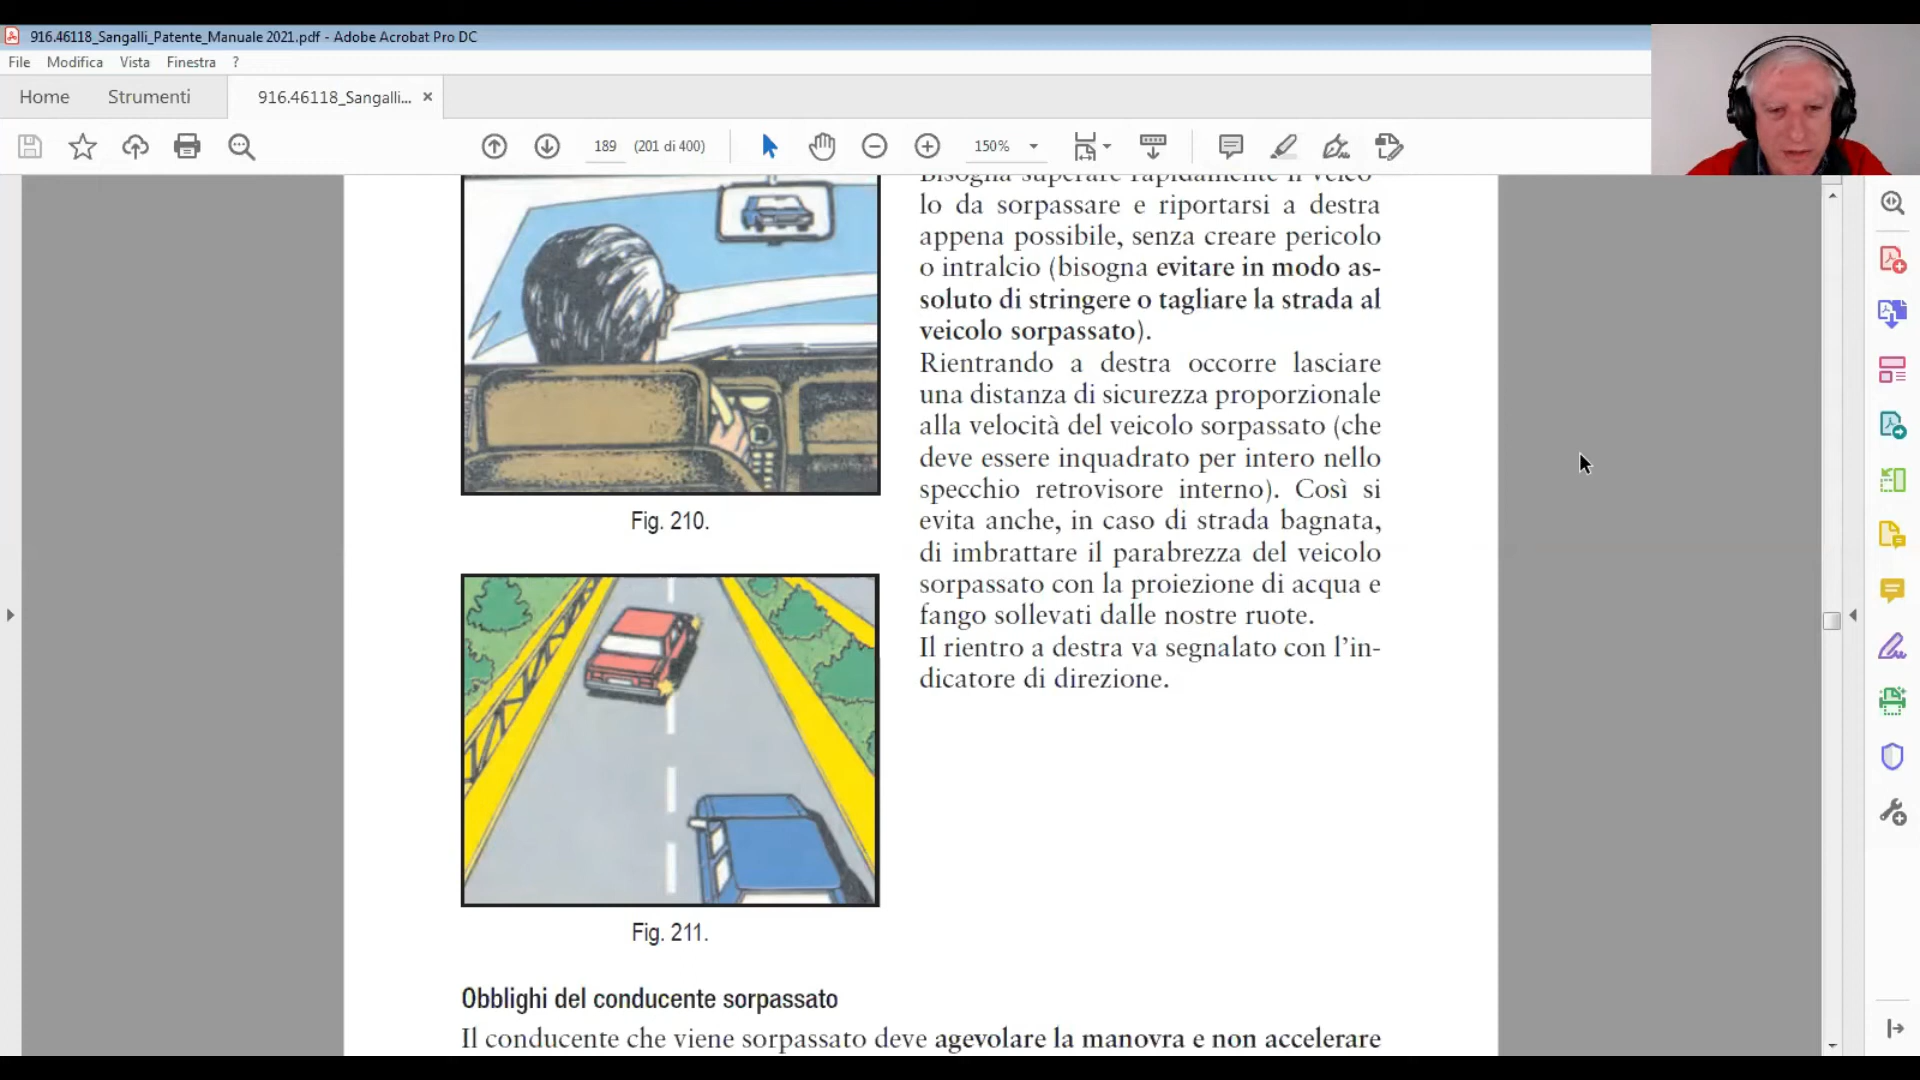 916.46118_Sangalli_Patente_Manuale 2021.pdf - Adobe Acrobat Pro DC
File Modifica Vista Finestra ?
Home Strumenti 916.46118_Sangalli... ×
189 (201 di 400) 150%
Bisogna superare rapidamente il veico-
lo da sorpassare e riportarsi a destra
appena possibile, senza creare pericolo
o intralcio (bisogna evitare in modo as-
soluto di stringere o tagliare la strada al
veicolo sorpassato).
Rientrando a destra occorre lasciare
una distanza di sicurezza proporzionale
alla velocità del veicolo sorpassato (che
deve essere inquadrato per intero nello
specchio retrovisore interno). Così si
evita anche, in caso di strada bagnata,
di imbrattare il parabrezza del veicolo
sorpassato con la proiezione di acqua e
fango sollevati dalle nostre ruote.
Il rientro a destra va segnalato con l'in-
dicatore di direzione.
Fig. 210.
Fig. 211.
Obblighi del conducente sorpassato
Il conducente che viene sorpassato deve agevolare la manovra e non accelerare